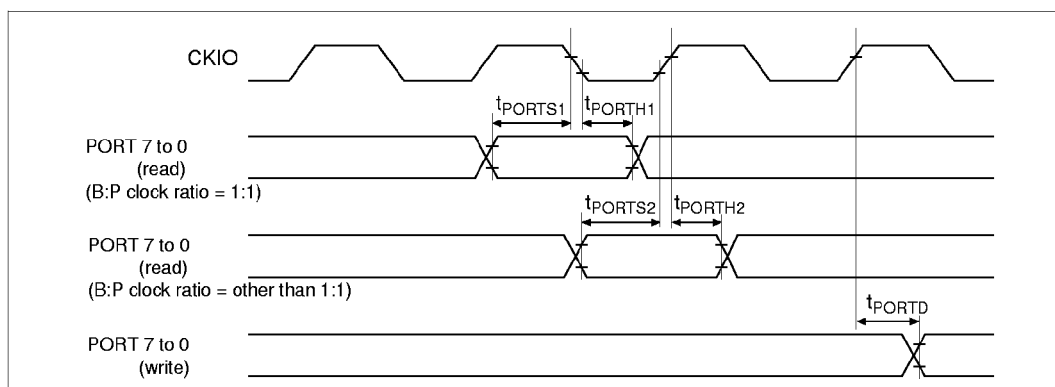 CKIO
tPORTS1
tPORTH1
PORT 7 to 0
(read)
(B:P clock ratio = 1:1)
tPORTS2
tPORTH2
PORT 7 to 0
(read)
(B:P clock ratio = other than 1:1)
tPORTD
PORT 7 to 0
(write)